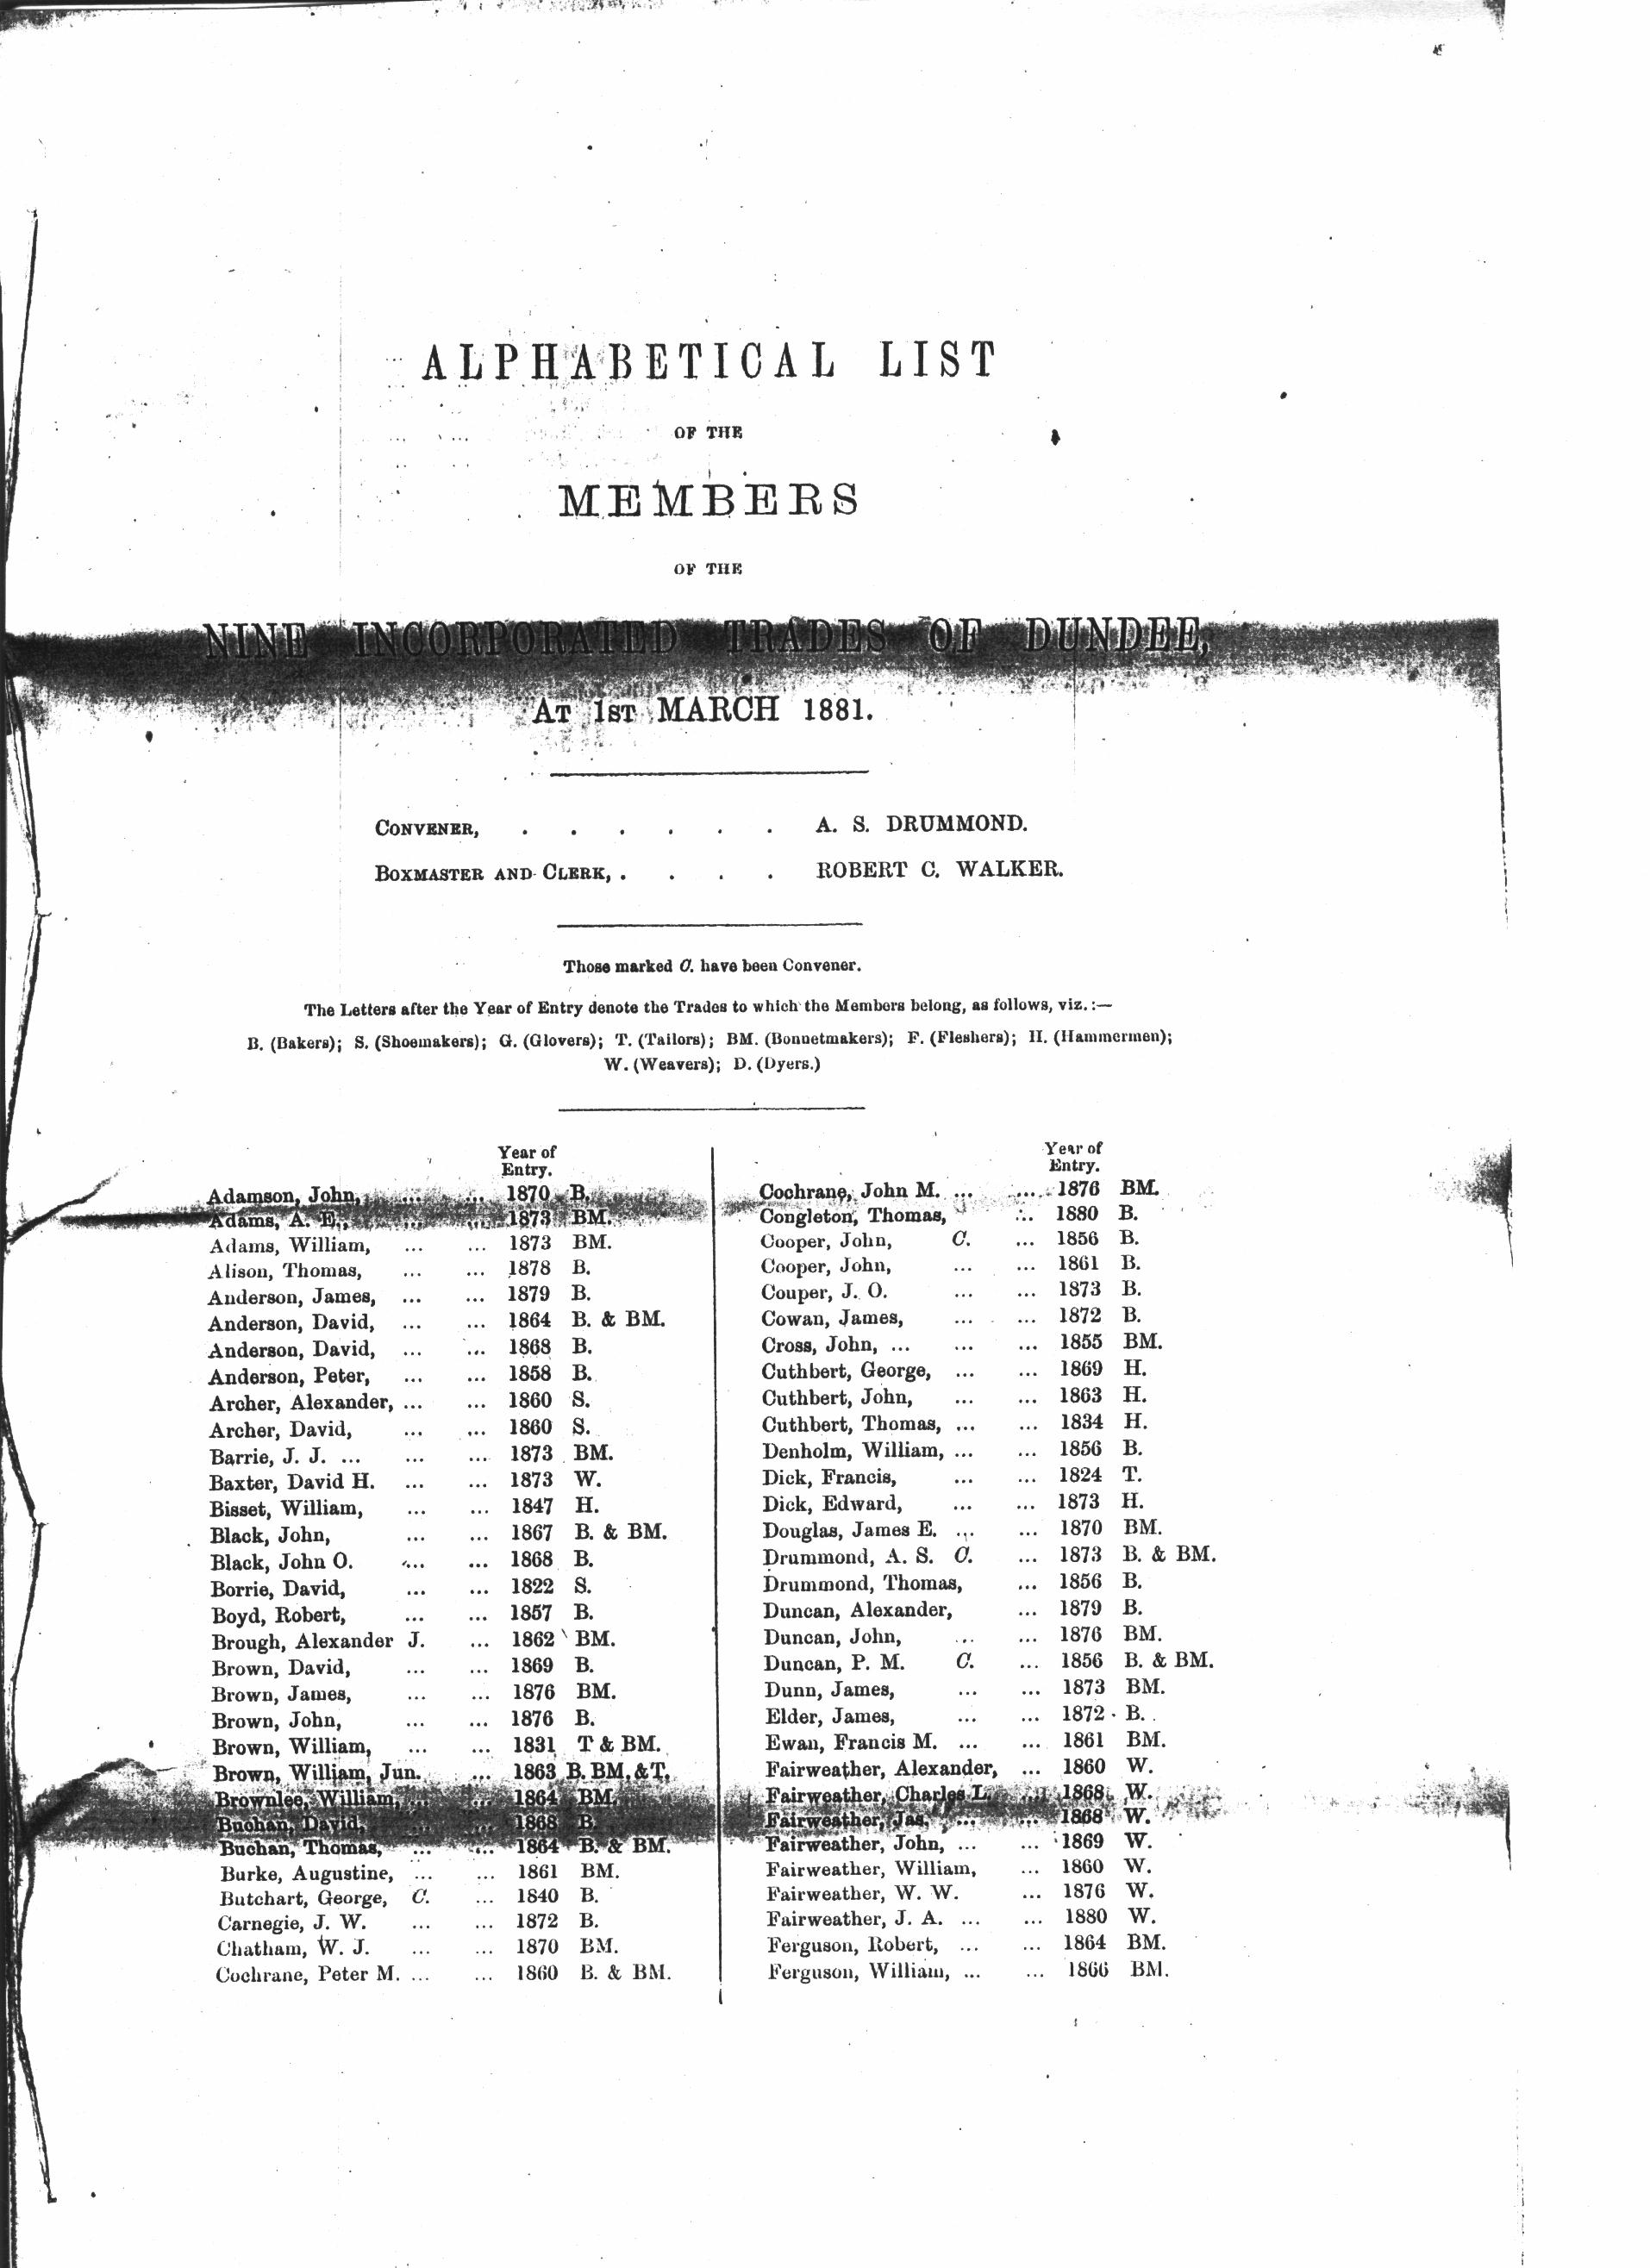 ALPHABETICAL LIST
OF THE
MEMBERS
OF THE
NINE INCORPORATED TRADES OF DUNDEE,
AT 1ST MARCH 1881.
CONVENER, . . . . . . A. S. DRUMMOND.
BOXMASTER AND CLERK, . . . . ROBERT C. WALKER.
Those marked C. have been Convener.
The Letters after the Year of Entry denote the Trades to which the Members belong, as follows, viz.:—
B. (Bakers); S. (Shoemakers); G. (Glovers); T. (Tailors); BM. (Bonnetmakers); F. (Fleshers); H. (Hammermen);
W. (Weavers); D. (Dyers.)
Year of
Entry.
Adamson, John, ... ... 1870 B.
Adams, A. E., ... ... 1873 BM.
Adams, William, ... ... 1873 BM.
Alison, Thomas, ... ... 1878 B.
Anderson, James, ... ... 1879 B.
Anderson, David, ... ... 1864 B. & BM.
Anderson, David, ... ... 1868 B.
Anderson, Peter, ... ... 1858 B.
Archer, Alexander, ... ... 1860 S.
Archer, David, ... ... 1860 S.
Barrie, J. J. ... ... ... 1873 BM.
Baxter, David H. ... ... 1873 W.
Bisset, William, ... ... 1847 H.
Black, John, ... ... 1867 B. & BM.
Black, John O. ... ... 1868 B.
Borrie, David, ... ... 1822 S.
Boyd, Robert, ... ... 1857 B.
Brough, Alexander J. ... 1862 BM.
Brown, David, ... ... 1869 B.
Brown, James, ... ... 1876 BM.
Brown, John, ... ... 1876 B.
Brown, William, ... ... 1831 T & BM.
Brown, William, Jun. ... 1863 B. BM. & T.
Brownlee, William, ... ... 1864 BM.
Buchan, David, ... ... 1868 B.
Buchan, Thomas, ... ... 1864 B. & BM.
Burke, Augustine, ... ... 1861 BM.
Butchart, George, C. ... 1840 B.
Carnegie, J. W. ... ... 1872 B.
Chatham, W. J. ... ... 1870 BM.
Cochrane, Peter M. ... ... 1860 B. & BM.
Year of
Entry.
Cochrane, John M. ... ... 1876 BM.
Congleton, Thomas, ... 1880 B.
Cooper, John, C. ... 1856 B.
Cooper, John, ... ... 1861 B.
Couper, J. O. ... ... 1873 B.
Cowan, James, ... ... 1872 B.
Cross, John, ... ... ... 1855 BM.
Cuthbert, George, ... ... 1869 H.
Cuthbert, John, ... ... 1863 H.
Cuthbert, Thomas, ... ... 1834 H.
Denholm, William, ... ... 1856 B.
Dick, Francis, ... ... 1824 T.
Dick, Edward, ... ... 1873 H.
Douglas, James E. ... ... 1870 BM.
Drummond, A. S. C. ... 1873 B. & BM.
Drummond, Thomas, ... 1856 B.
Duncan, Alexander, ... 1879 B.
Duncan, John, ... ... 1876 BM.
Duncan, P. M. C. ... 1856 B. & BM.
Dunn, James, ... ... 1873 BM.
Elder, James, ... ... 1872 B.
Ewan, Francis M. ... ... 1861 BM.
Fairweather, Alexander, ... 1860 W.
Fairweather, Charles L. ... 1868 W.
Fairweather, Jas. ... ... 1868 W.
Fairweather, John, ... ... 1869 W.
Fairweather, William, ... 1860 W.
Fairweather, W. W. ... 1876 W.
Fairweather, J. A. ... ... 1880 W.
Ferguson, Robert, ... ... 1864 BM.
Ferguson, William, ... ... 1866 BM.